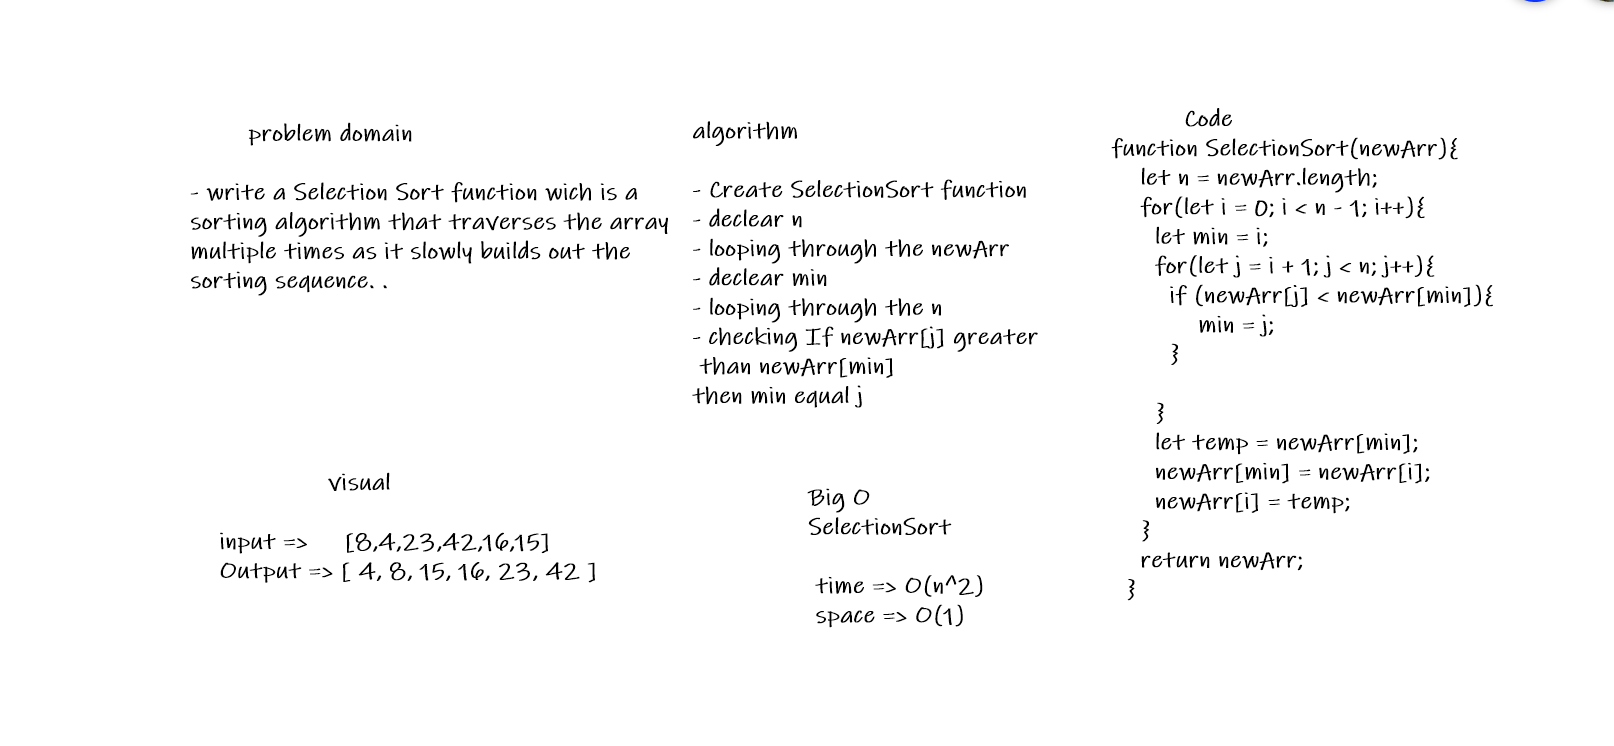 problem domain
- write a Selection Sort function wich is a
sorting algorithm that traverses the array
multiple times as it slowly builds out the
sorting sequence. .
algorithm
- Create SelectionSort function
- declear n
- looping through the newArr
- declear min
- looping through the n
- checking If newArr[j] greater
than newArr[min]
then min equal j
visual
input => [8,4,23,42,16,15]
Output => [ 4, 8, 15, 16, 23, 42 ]
Big O
SelectionSort
time => O(n^2)
space => O(1)
Code
function SelectionSort(newArr){
let n = newArr.length;
for(let i = 0; i < n - 1; i++){
let min = i;
for(let j = i + 1; j < n; j++){
if (newArr[j] < newArr[min]){
min = j;
}
}
let temp = newArr[min];
newArr[min] = newArr[i];
newArr[i] = temp;
}
return newArr;
}